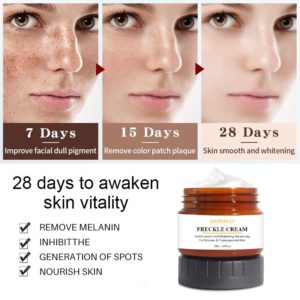 7 Days
15 Days
28 Days
Improve facial dull pigment
Remove color patch plaque
Skin smooth and whitening
28 days to awaken
skin vitality
REMOVE MELANIN
INHIBITTHE
GENERATION OF SPOTS
NOURISH SKIN
FRECKLE CREAM